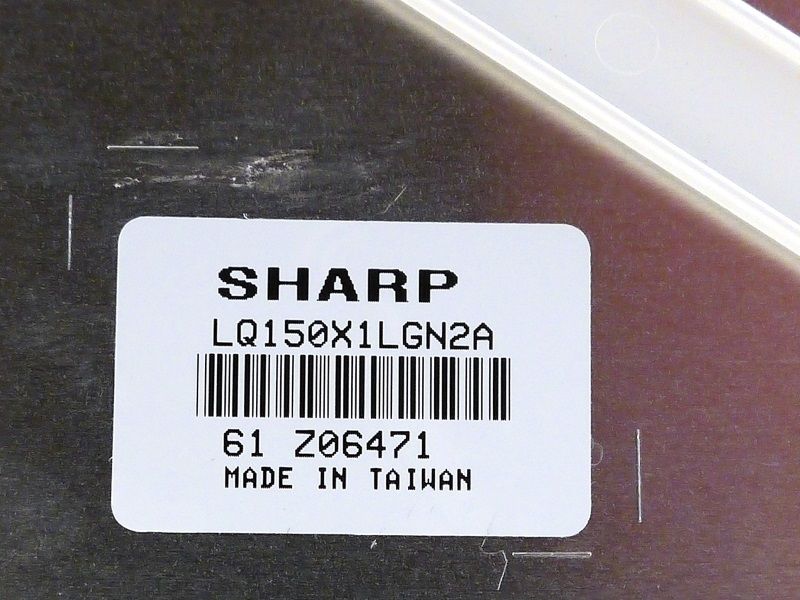 SHARP
LQ150X1LGN2A
61 Z06471
MADE IN TAIWAN